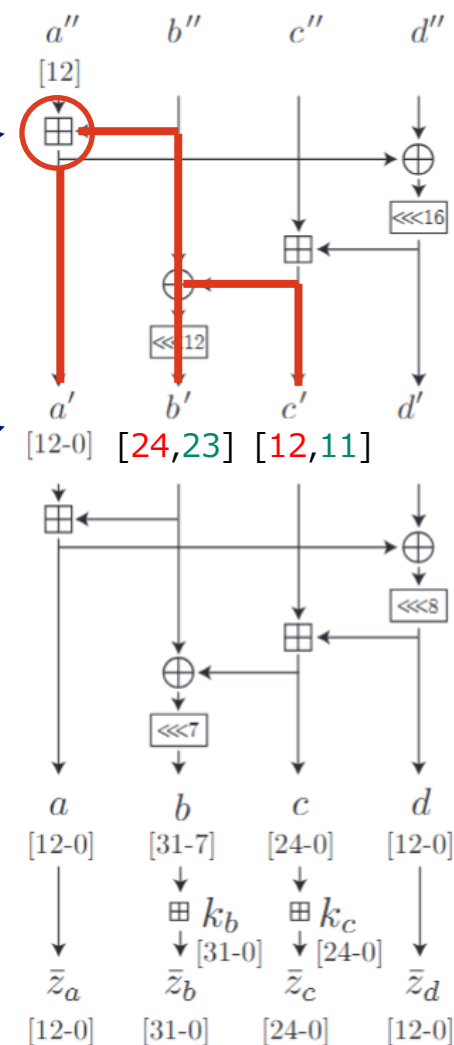 a'' b'' c'' d''
[12]
<<<16
<<<12
a' b' c' d'
[12-0] [24,23] [12,11]
<<<8
<<<7
a b c d
[12-0] [31-7] [24-0] [12-0]
k_b k_c
[31-0] [24-0]
z̄_a z̄_b z̄_c z̄_d
[12-0] [31-0] [24-0] [12-0]